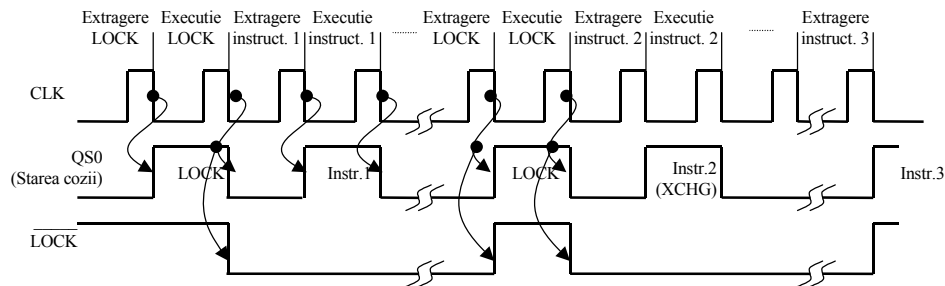 Extragere Executie Extragere Executie Extragere Executie Extragere Executie Extragere
LOCK LOCK instruct. 1 instruct. 1 ......... LOCK LOCK instruct. 2 instruct. 2 ......... instruct. 3
CLK
QS0
(Starea cozii)
LOCK
Instr.1
LOCK
Instr.2
(XCHG)
Instr.3
LOCK